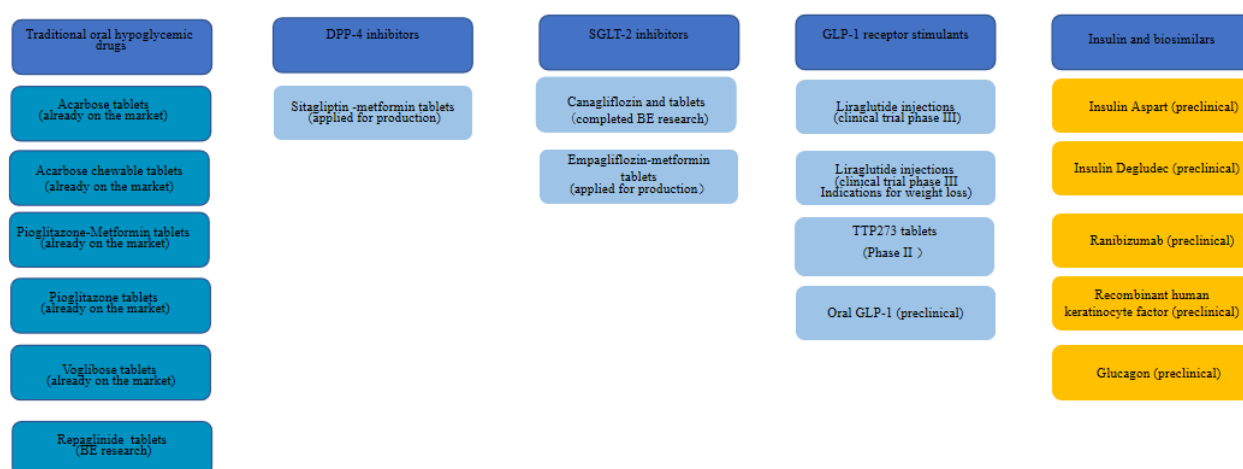 Traditional oral hypoglycemic
drugs
Acarbose tablets
(already on the market)
Acarbose chewable tablets
(already on the market)
Pioglitazone-Metformin tablets
(already on the market)
Pioglitazone tablets
(already on the market)
Voglibose tablets
(already on the market)
Repaglinide tablets
(BE research)
DPP-4 inhibitors
Sitagliptin -metformin tablets
(applied for production)
SGLT-2 inhibitors
Canagliflozin and tablets
（completed BE research)
Empagliflozin-metformin
tablets
(applied for production）
GLP-1 receptor stimulants
Liraglutide injections
(clinical trial phase III)
Liraglutide injections
(clinical trial phase III
Indications for weight loss)
TTP273 tablets
(Phase II ）
Oral GLP-1 (preclinical)
Insulin and biosimilars
Insulin Aspart (preclinical)
Insulin Degludec (preclinical)
Ranibizumab (preclinical)
Recombinant human
keratinocyte factor (preclinical)
Glucagon (preclinical)